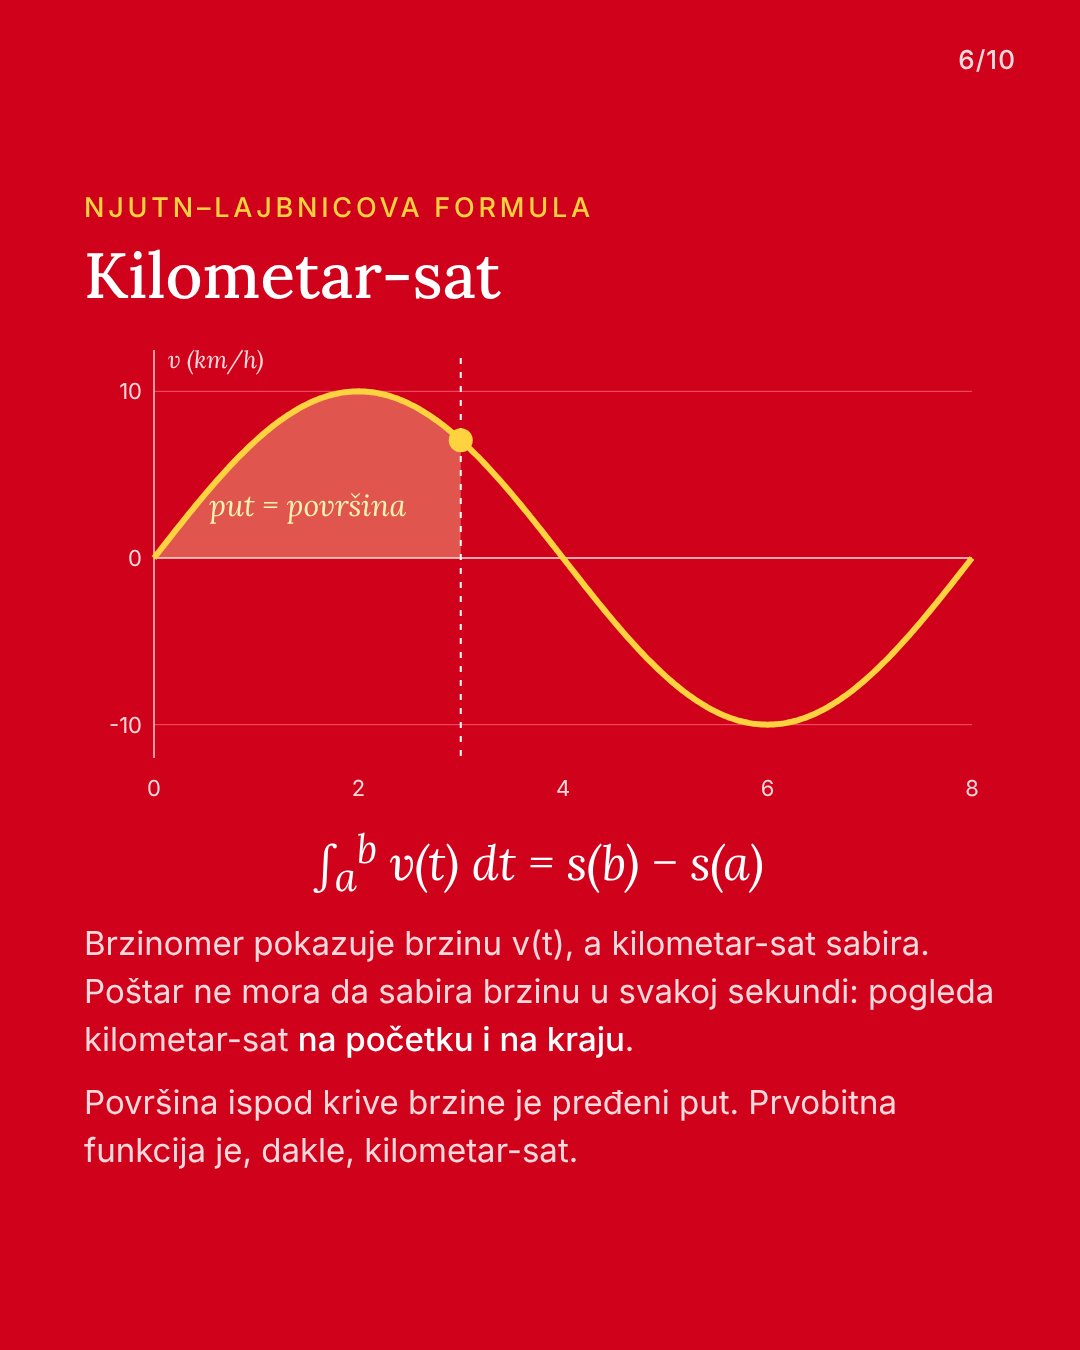 6/10
NJUTN–LAJBNICOVA FORMULA
Kilometar-sat
v (km/h)
10
put = površina
0
-10
0 2 4 6 8
∫ₐᵇ v(t) dt = s(b) − s(a)
Brzinomer pokazuje brzinu v(t), a kilometar-sat sabira.
Poštar ne mora da sabira brzinu u svakoj sekundi: pogleda
kilometar-sat na početku i na kraju.
Površina ispod krive brzine je pređeni put. Prvobitna
funkcija je, dakle, kilometar-sat.